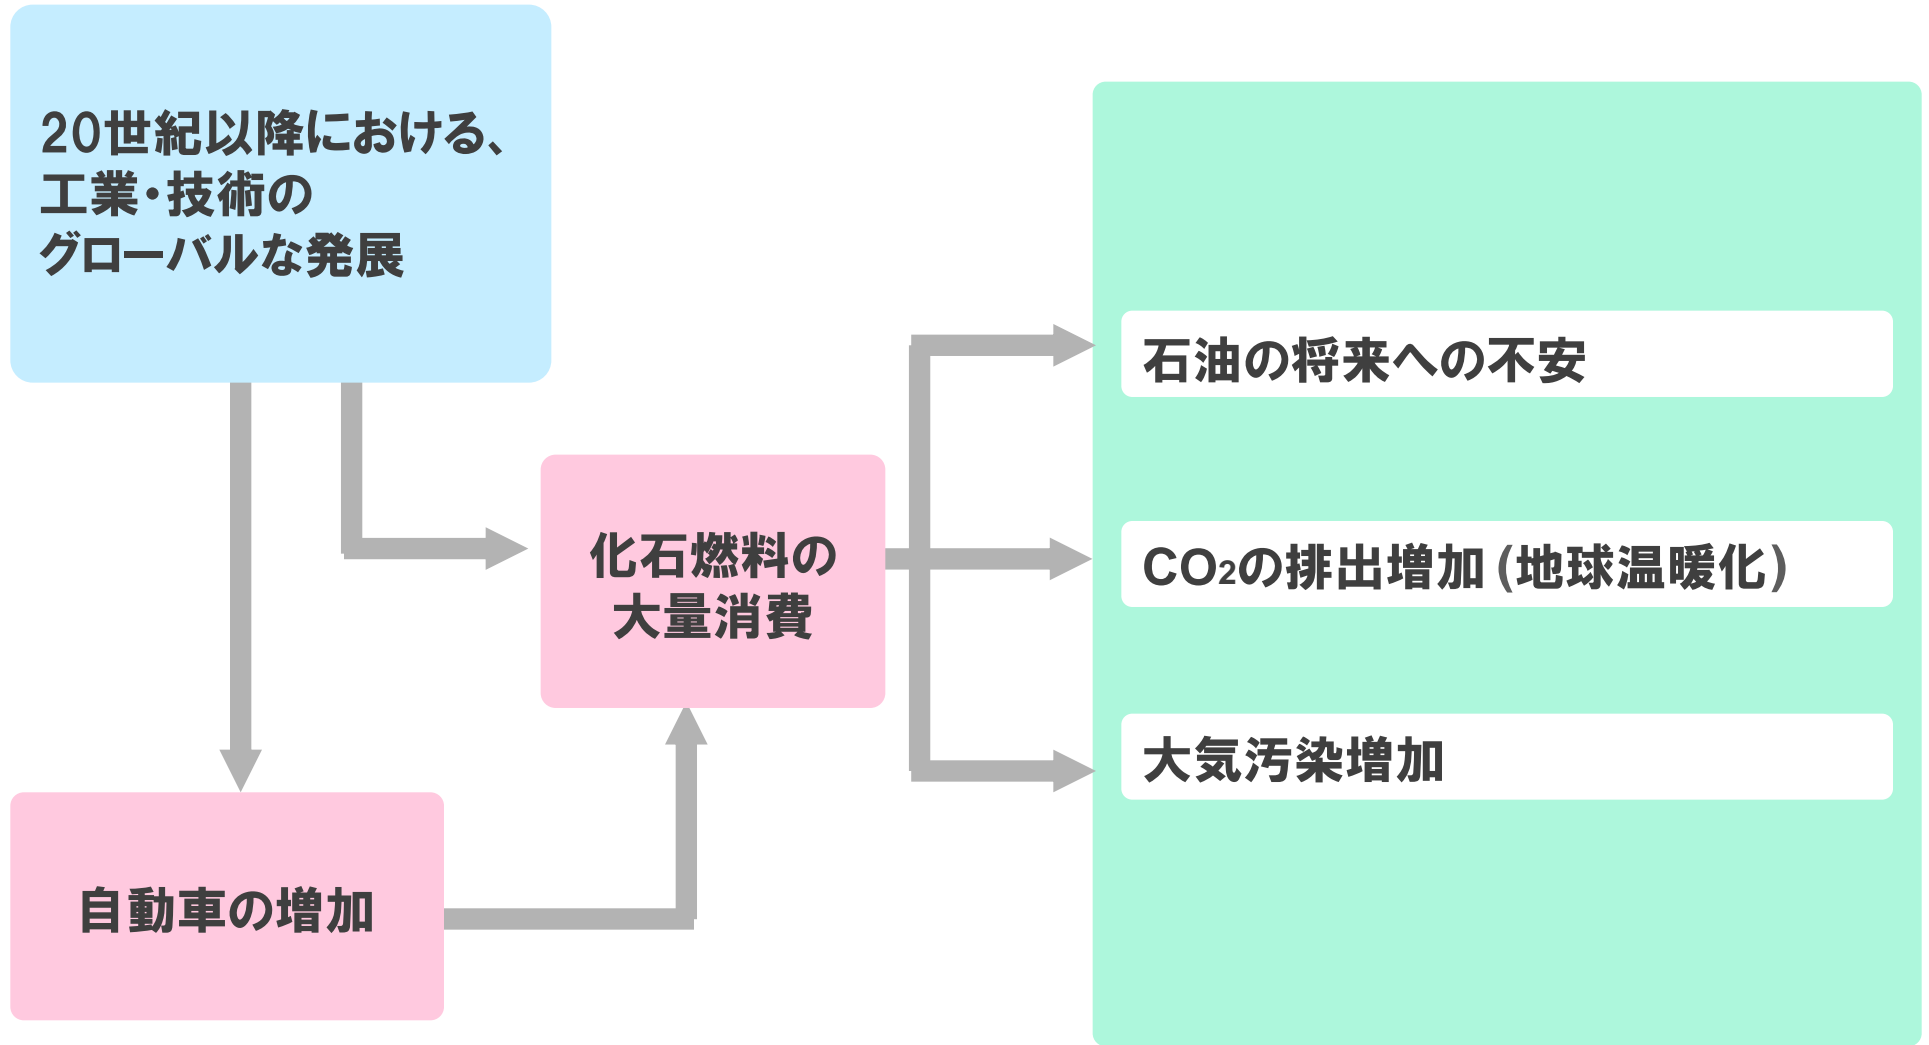 20世紀以降における、
工業・技術の
グローバルな発展
石油の将来への不安
化石燃料の
大量消費
CO₂の排出増加(地球温暖化)
大気汚染増加
自動車の増加